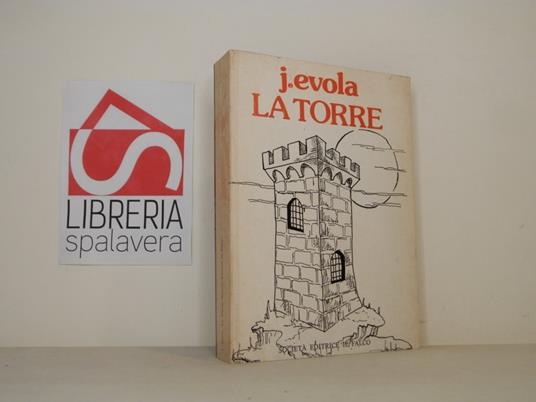 LIBRERIA
spalavera
j.evola
LA TORRE
SOCIETÀ EDITRICE IL FALCO